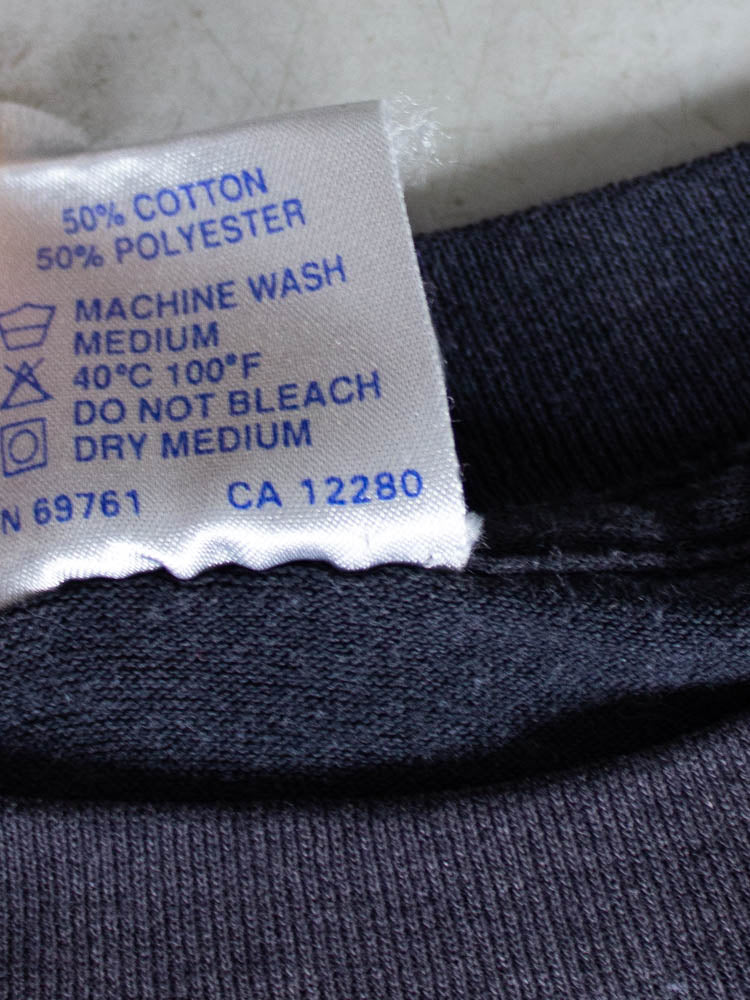 50% COTTON
50% POLYESTER
MACHINE WASH
MEDIUM
40°C 100°F
DO NOT BLEACH
DRY MEDIUM
N 69761 CA 12280